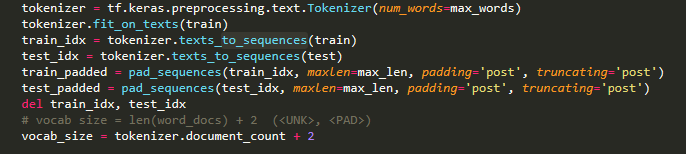 tokenizer = tf.keras.preprocessing.text.Tokenizer(num_words=max_words)
tokenizer.fit_on_texts(train)
train_idx = tokenizer.texts_to_sequences(train)
test_idx = tokenizer.texts_to_sequences(test)
train_padded = pad_sequences(train_idx, maxlen=max_len, padding='post', truncating='post')
test_padded = pad_sequences(test_idx, maxlen=max_len, padding='post', truncating='post')
del train_idx, test_idx
# vocab size = len(word_docs) + 2  (<UNK>, <PAD>)
vocab_size = tokenizer.document_count + 2